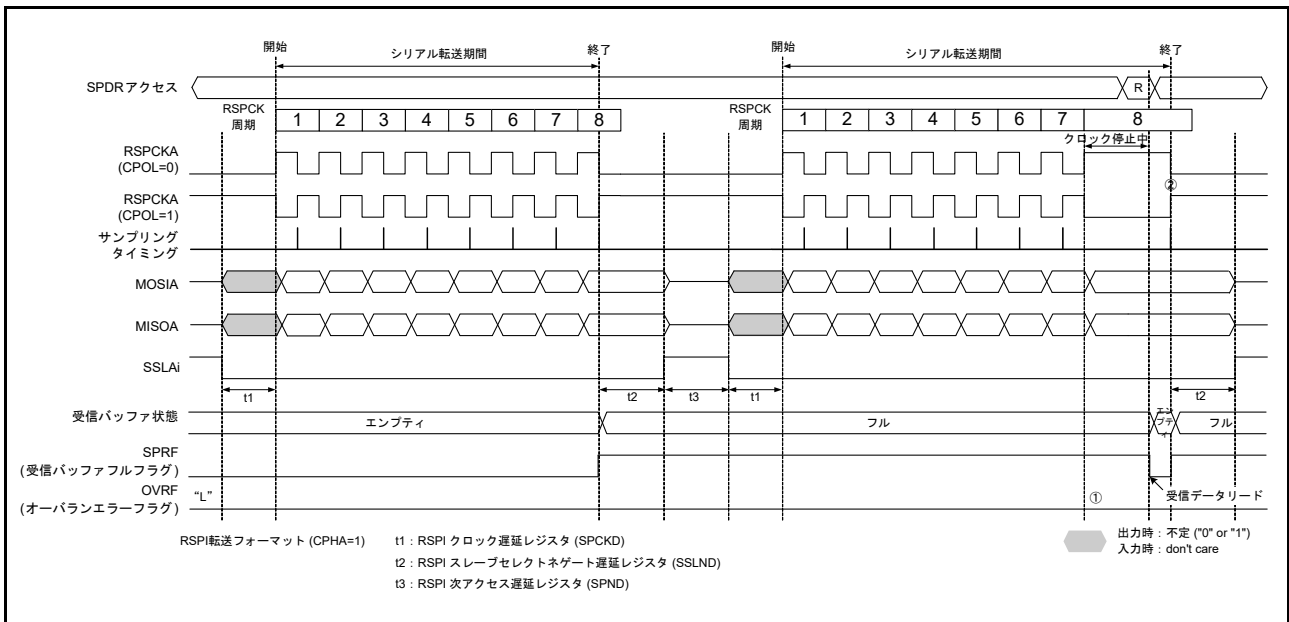 開始 シリアル転送期間 終了 開始 シリアル転送期間 終了
SPDRアクセス R
RSPCK
周期
1 2 3 4 5 6 7 8
RSPCK
周期
1 2 3 4 5 6 7 8
クロック停止中
RSPCKA
(CPOL=0)
②
RSPCKA
(CPOL=1)
サンプリング
タイミング
MOSIA
MISOA
SSLAi
t1 t2 t3 t1 t2
受信バッファ状態 エンプティ フル エンプティ フル
SPRF
(受信バッファフルフラグ)
OVRF
(オーバランエラーフラグ)
“L” ① 受信データリード
RSPI転送フォーマット (CPHA=1)
t1 : RSPI クロック遅延レジスタ (SPCKD)
t2 : RSPI スレーブセレクトネゲート遅延レジスタ (SSLND)
t3 : RSPI 次アクセス遅延レジスタ (SPND)
出力時 : 不定 ("0" or "1")
入力時 : don't care